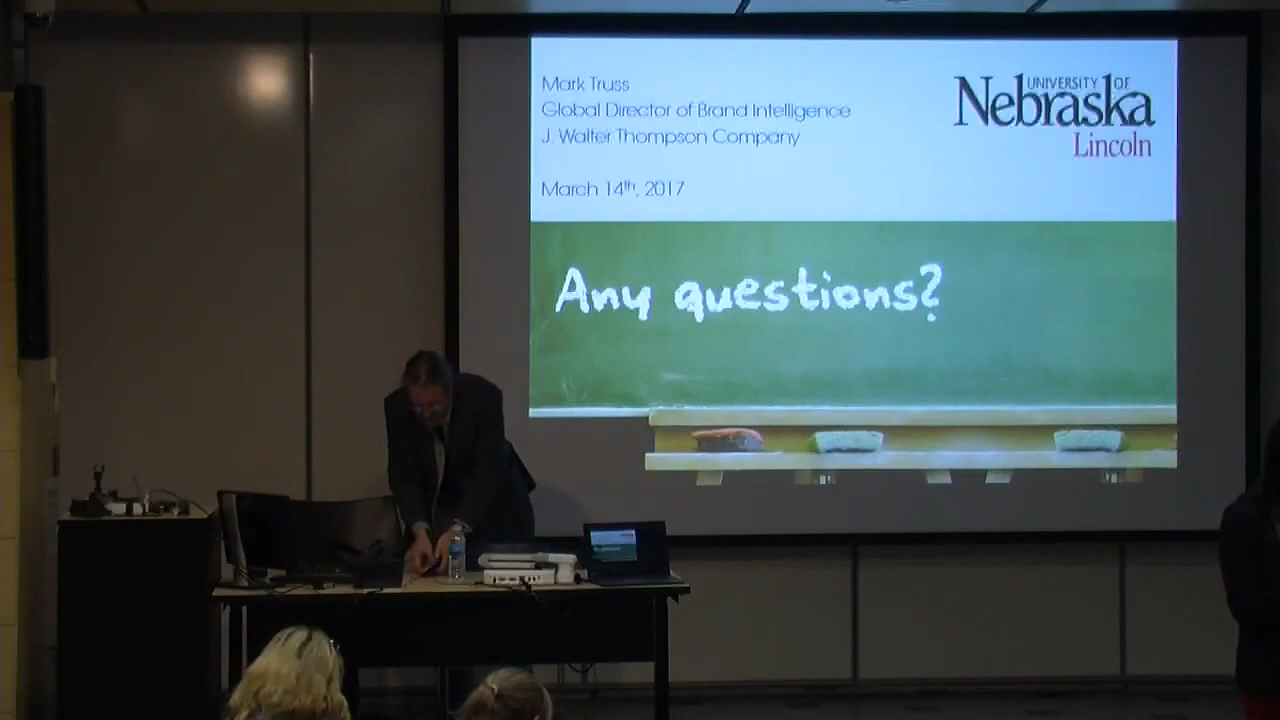 Mark Truss
Global Director of Brand Intelligence
J. Walter Thompson Company
March 14th, 2017
UNIVERSITY OF
Nebraska
Lincoln
Any questions?